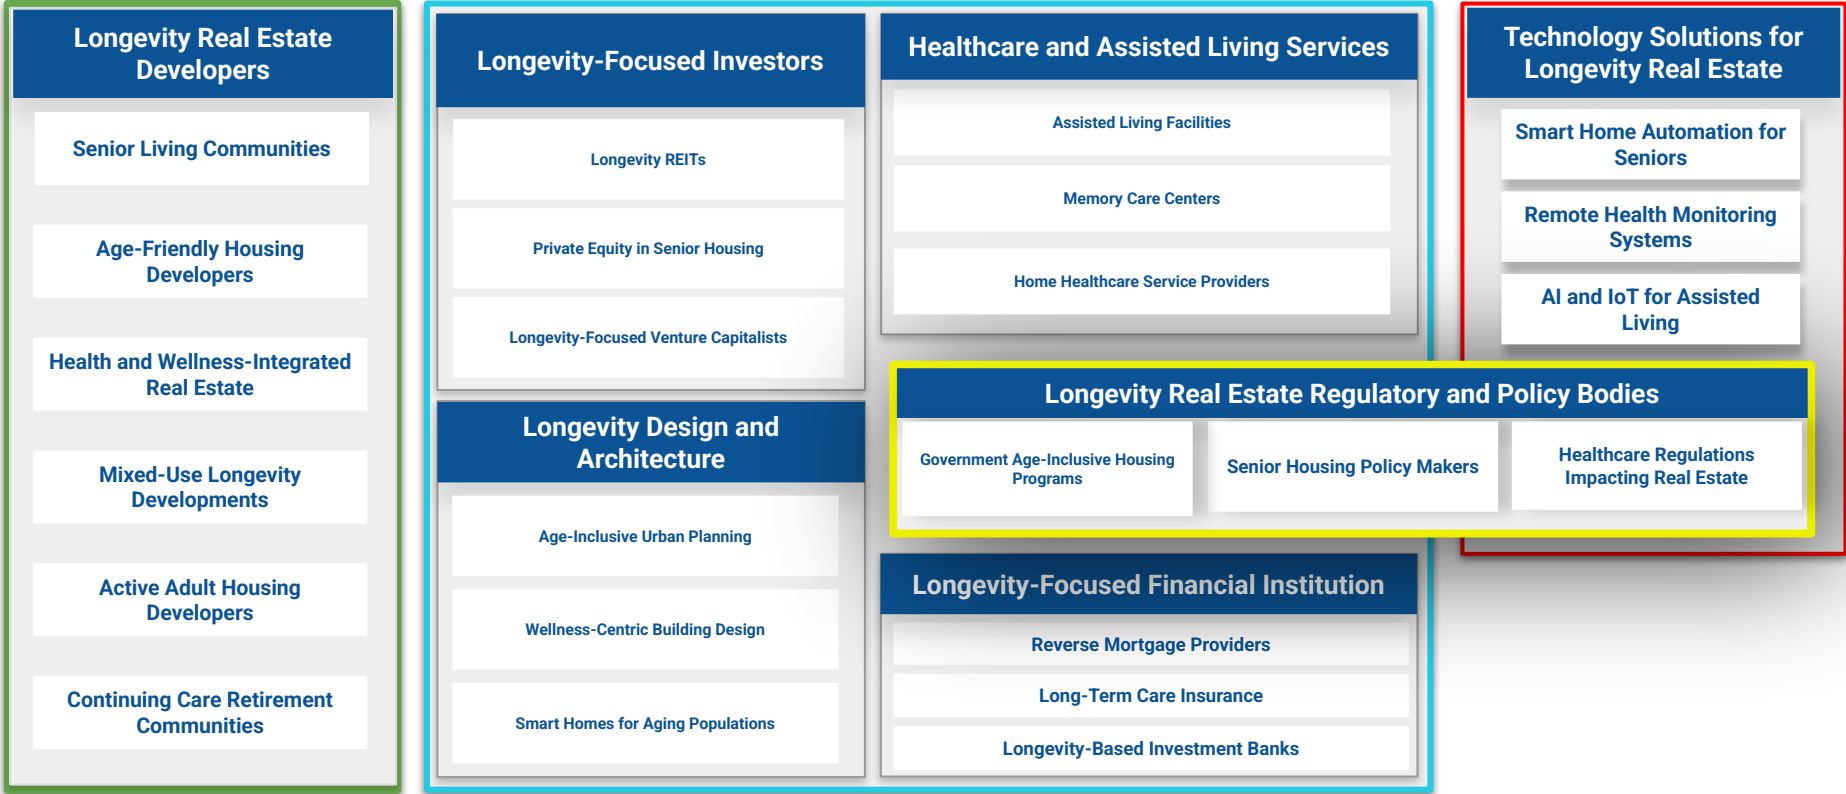 Longevity Real Estate
Developers
Senior Living Communities
Age-Friendly Housing
Developers
Health and Wellness-Integrated
Real Estate
Mixed-Use Longevity
Developments
Active Adult Housing
Developers
Continuing Care Retirement
Communities
Longevity-Focused Investors
Longevity REITs
Private Equity in Senior Housing
Longevity-Focused Venture Capitalists
Longevity Design and
Architecture
Age-Inclusive Urban Planning
Wellness-Centric Building Design
Smart Homes for Aging Populations
Healthcare and Assisted Living Services
Assisted Living Facilities
Memory Care Centers
Home Healthcare Service Providers
Technology Solutions for
Longevity Real Estate
Smart Home Automation for
Seniors
Remote Health Monitoring
Systems
AI and IoT for Assisted
Living
Longevity Real Estate Regulatory and Policy Bodies
Government Age-Inclusive Housing
Programs
Senior Housing Policy Makers
Healthcare Regulations
Impacting Real Estate
Longevity-Focused Financial Institution
Reverse Mortgage Providers
Long-Term Care Insurance
Longevity-Based Investment Banks